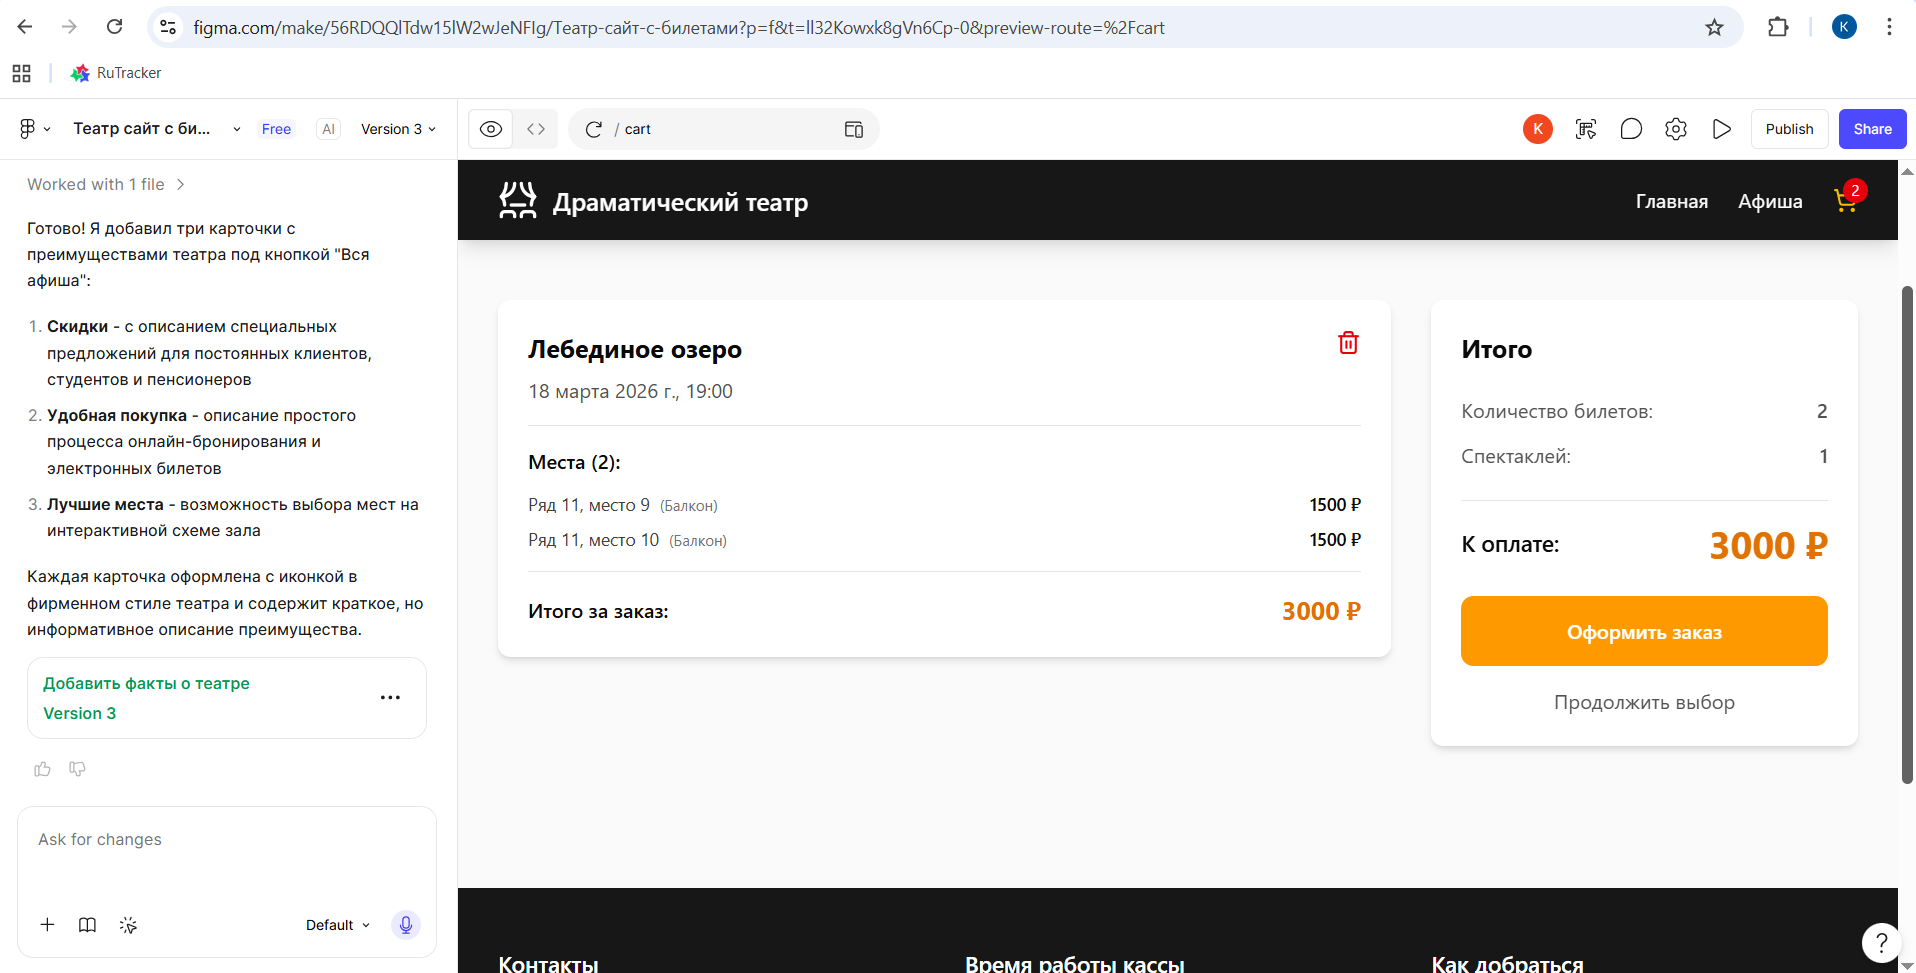 figma.com/make/56RDQQlTdw15lW2wJeNFIg/Театр-сайт-с-билетами?p=f&t=lI32Kowxk8gVn6Cp-0&preview-route=%2Fcart
K
RuTracker
Театр сайт с би...
Free
AI
Version 3
/ cart
K
Publish
Share
Worked with 1 file
Готово! Я добавил три карточки с
преимуществами театра под кнопкой "Вся
афиша":
1. Скидки - с описанием специальных
предложений для постоянных клиентов,
студентов и пенсионеров
2. Удобная покупка - описание простого
процесса онлайн-бронирования и
электронных билетов
3. Лучшие места - возможность выбора мест на
интерактивной схеме зала
Каждая карточка оформлена с иконкой в
фирменном стиле театра и содержит краткое, но
информативное описание преимущества.
Добавить факты о театре
Version 3
Ask for changes
Default
Драматический театр
Главная
Афиша
2
Лебединое озеро
18 марта 2026 г., 19:00
Места (2):
Ряд 11, место 9 (Балкон) 1500 ₽
Ряд 11, место 10 (Балкон) 1500 ₽
Итого за заказ: 3000 ₽
Итого
Количество билетов: 2
Спектаклей: 1
К оплате: 3000 ₽
Оформить заказ
Продолжить выбор
Контакты
Время работы кассы
Как добраться
?